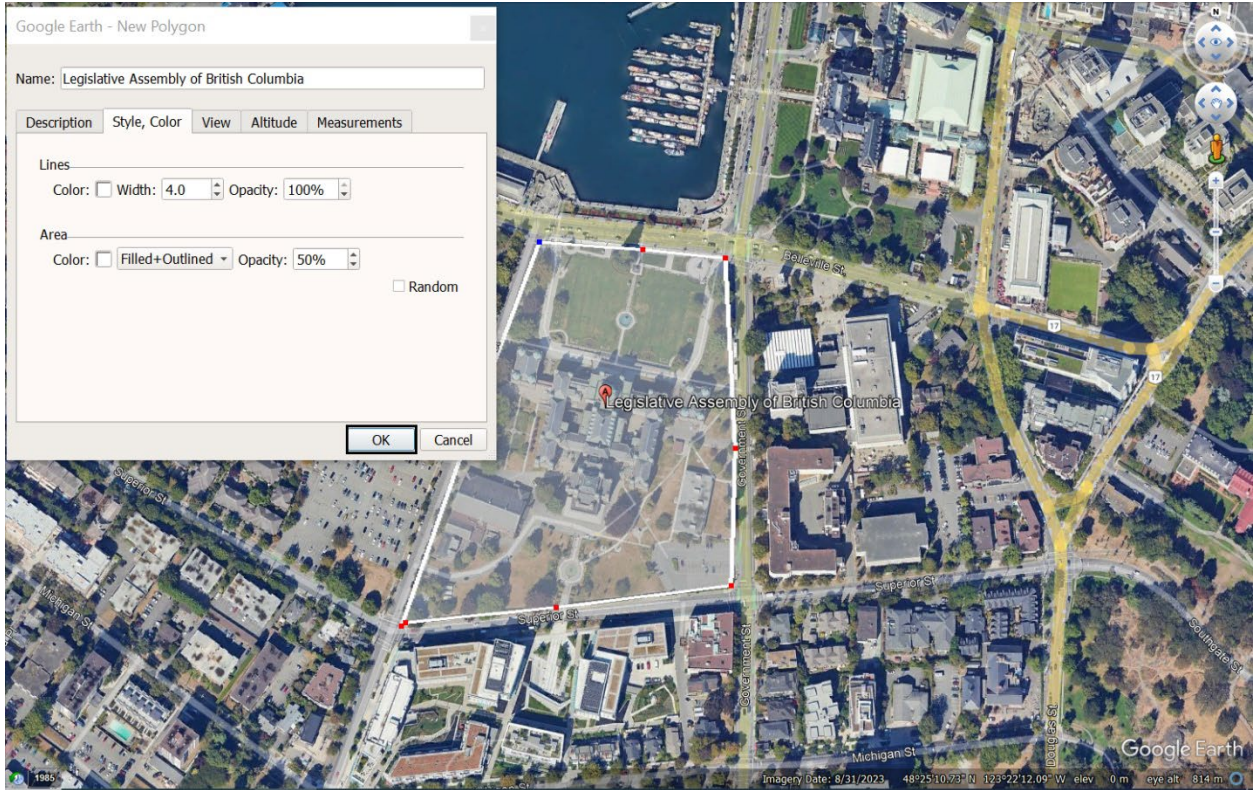 Google Earth - New Polygon
Name: Legislative Assembly of British Columbia
Description Style, Color View Altitude Measurements
Lines
Color: Width: 4.0 Opacity: 100%
Area
Color: Filled+Outlined Opacity: 50%
Random
OK Cancel
N
Belleville St
17
17
A
Legislative Assembly of British Columbia
Government St
Superior St
Superior St
Superior St
Michigan St
Government St
Southgate St
Douglas St
Michigan St
Google Earth
1985
Imagery Date: 8/31/2023 48°25'10.73" N 123°22'12.09" W elev 0 m eye alt 814 m